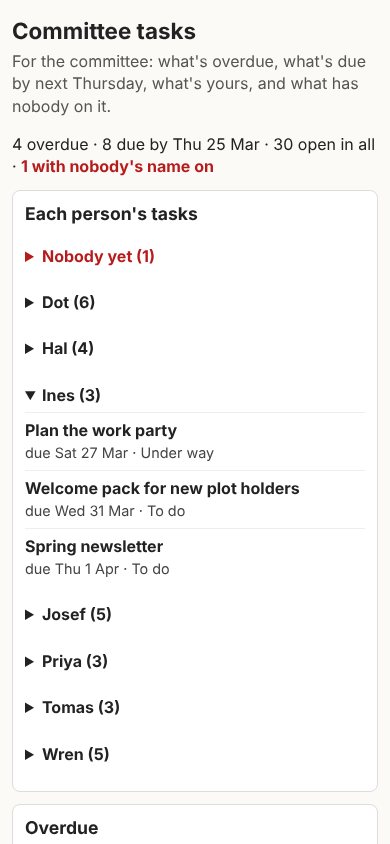 Committee tasks
For the committee: what's overdue, what's due
by next Thursday, what's yours, and what has
nobody on it.
4 overdue · 8 due by Thu 25 Mar · 30 open in all
· 1 with nobody's name on
Each person's tasks
Nobody yet (1)
Dot (6)
Hal (4)
Ines (3)
Plan the work party
due Sat 27 Mar · Under way
Welcome pack for new plot holders
due Wed 31 Mar · To do
Spring newsletter
due Thu 1 Apr · To do
Josef (5)
Priya (3)
Tomas (3)
Wren (5)
Overdue